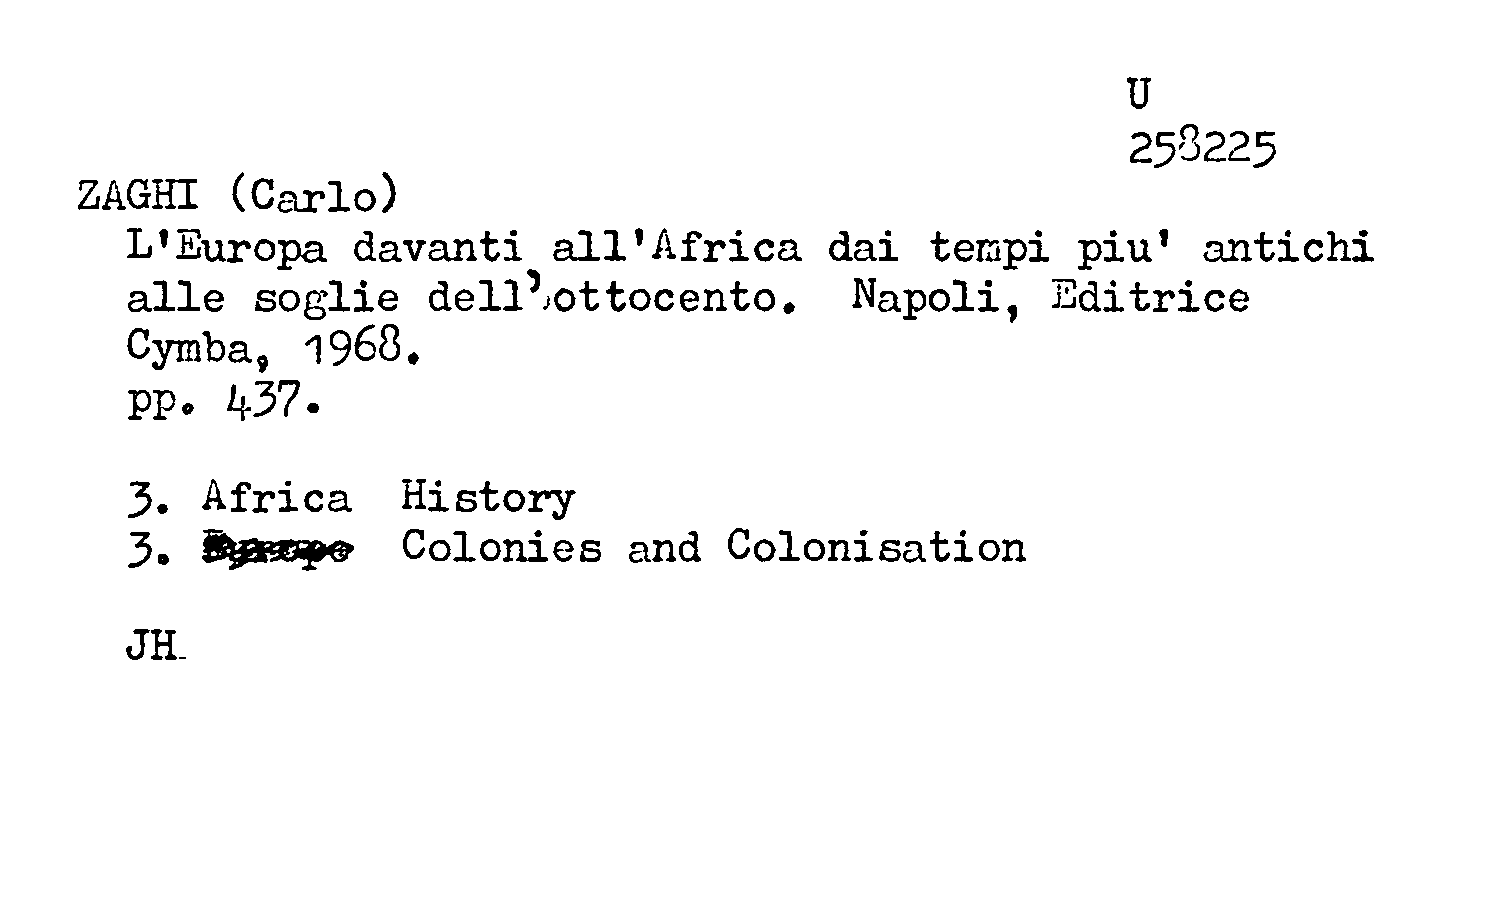 U
258225
ZAGHI (Carlo)
L'Europa davanti all'Africa dai tempi piu' antichi
alle soglie dell'ottocento. Napoli, Editrice
Cymba, 1968.
pp. 437.
3. Africa History
3. Colonies and Colonisation
JH